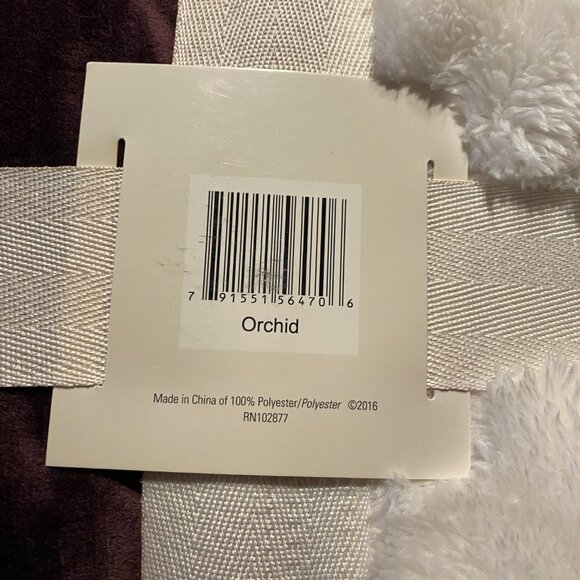 7 91551 56470 6
Orchid
Made in China of 100% Polyester/Polyester ©2016
RN102877